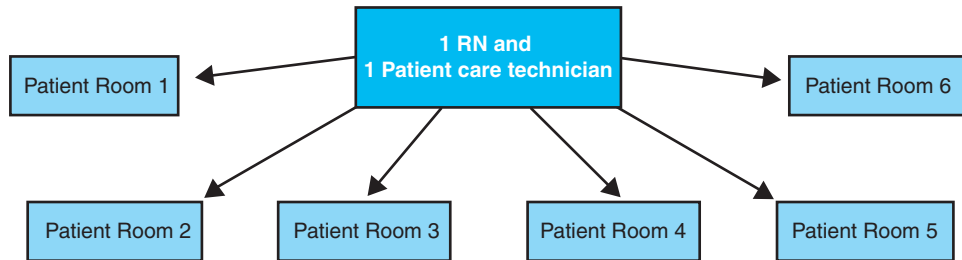 1 RN and
1 Patient care technician
Patient Room 1
Patient Room 6
Patient Room 2
Patient Room 3
Patient Room 4
Patient Room 5